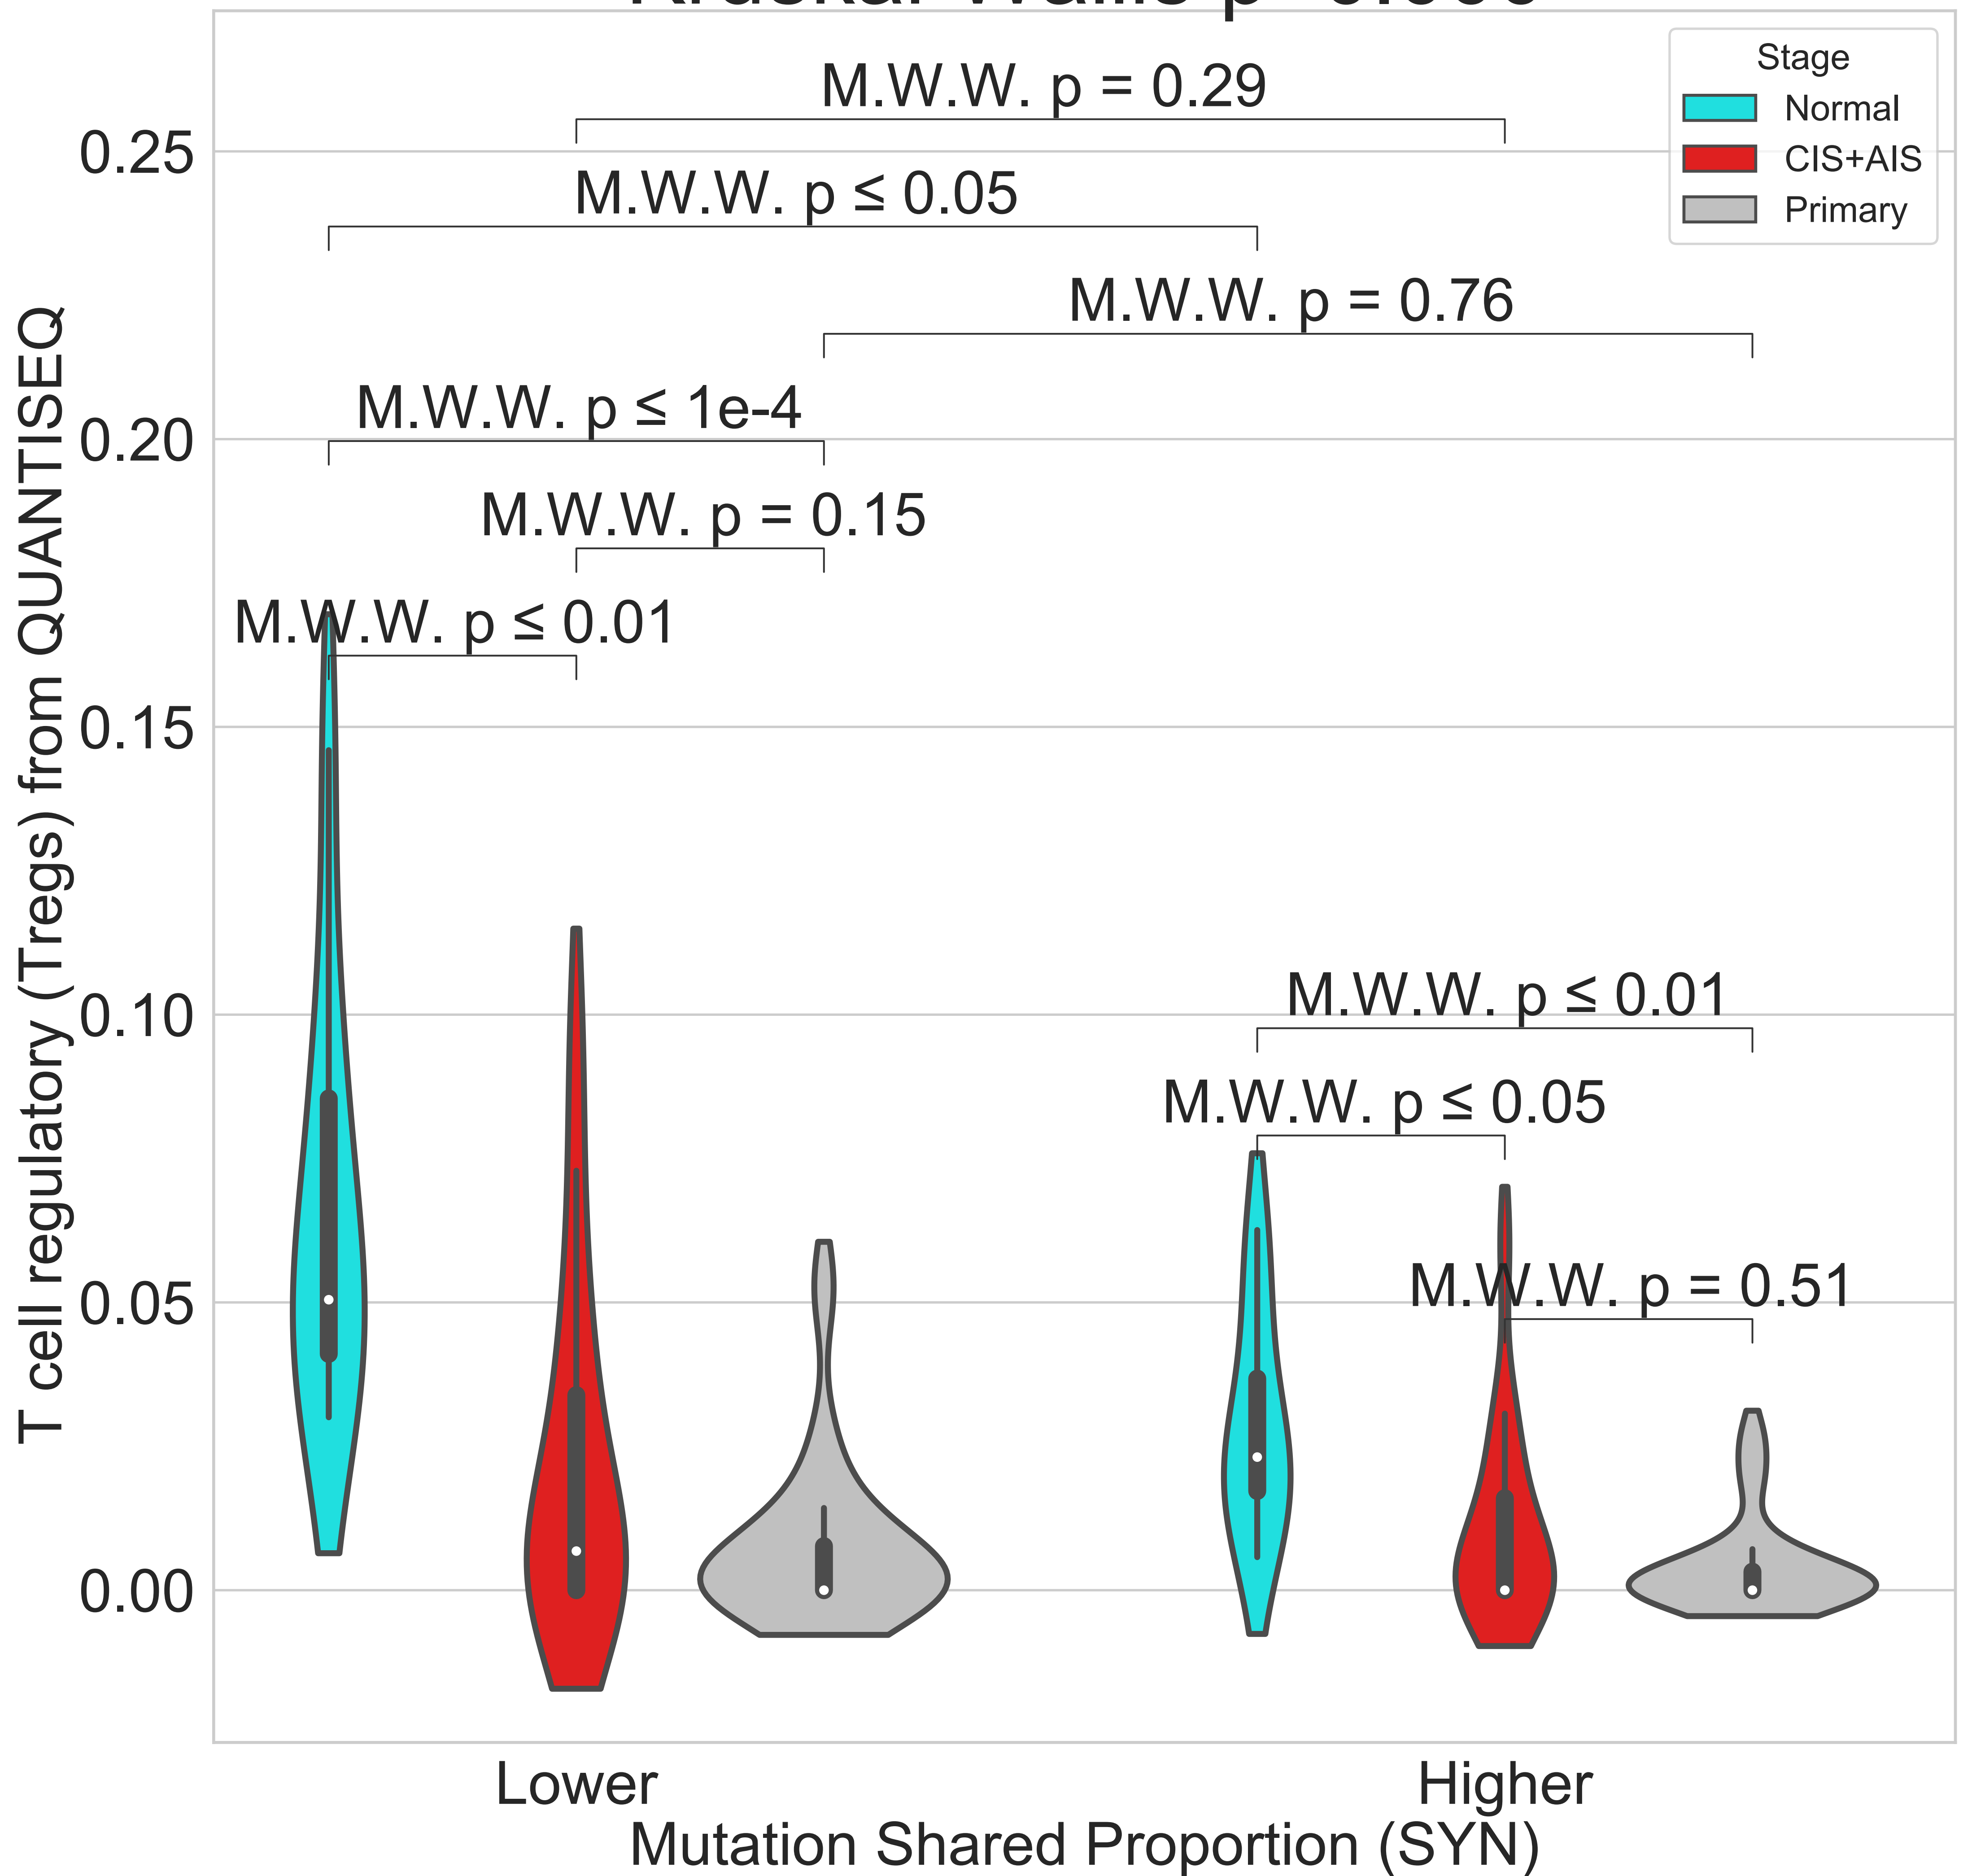 M.W.W. p = 0.29
M.W.W. p ≤ 0.05
M.W.W. p = 0.76
M.W.W. p ≤ 1e-4
M.W.W. p = 0.15
M.W.W. p ≤ 0.01
M.W.W. p ≤ 0.01
M.W.W. p ≤ 0.05
M.W.W. p = 0.51
Stage
Normal
CIS+AIS
Primary
T cell regulatory (Tregs) from QUANTISEQ
0.25
0.20
0.15
0.10
0.05
0.00
Lower
Higher
Mutation Shared Proportion (SYN)